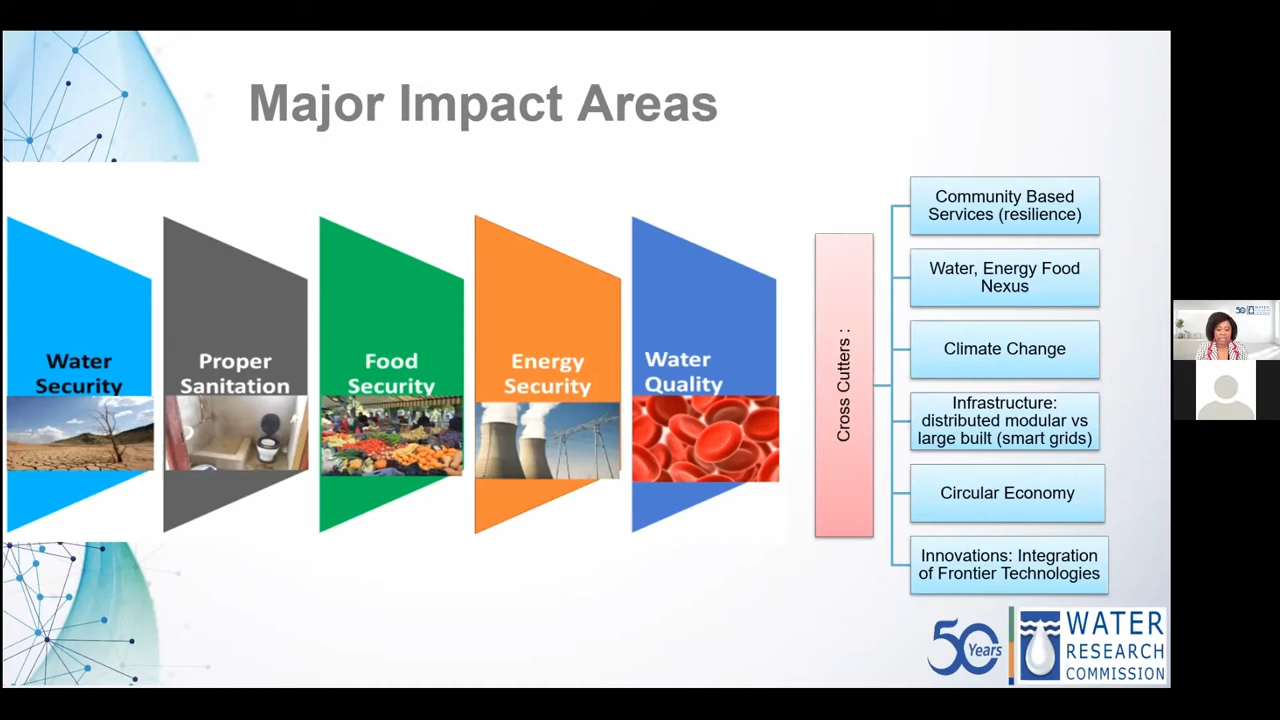 Major Impact Areas
Water
Security
Proper
Sanitation
Food
Security
Energy
Security
Water
Quality
Cross Cutters :
Community Based
Services (resilience)
Water, Energy Food
Nexus
Climate Change
Infrastructure:
distributed modular vs
large built (smart grids)
Circular Economy
Innovations: Integration
of Frontier Technologies
50 Years
WATER
RESEARCH
COMMISSION